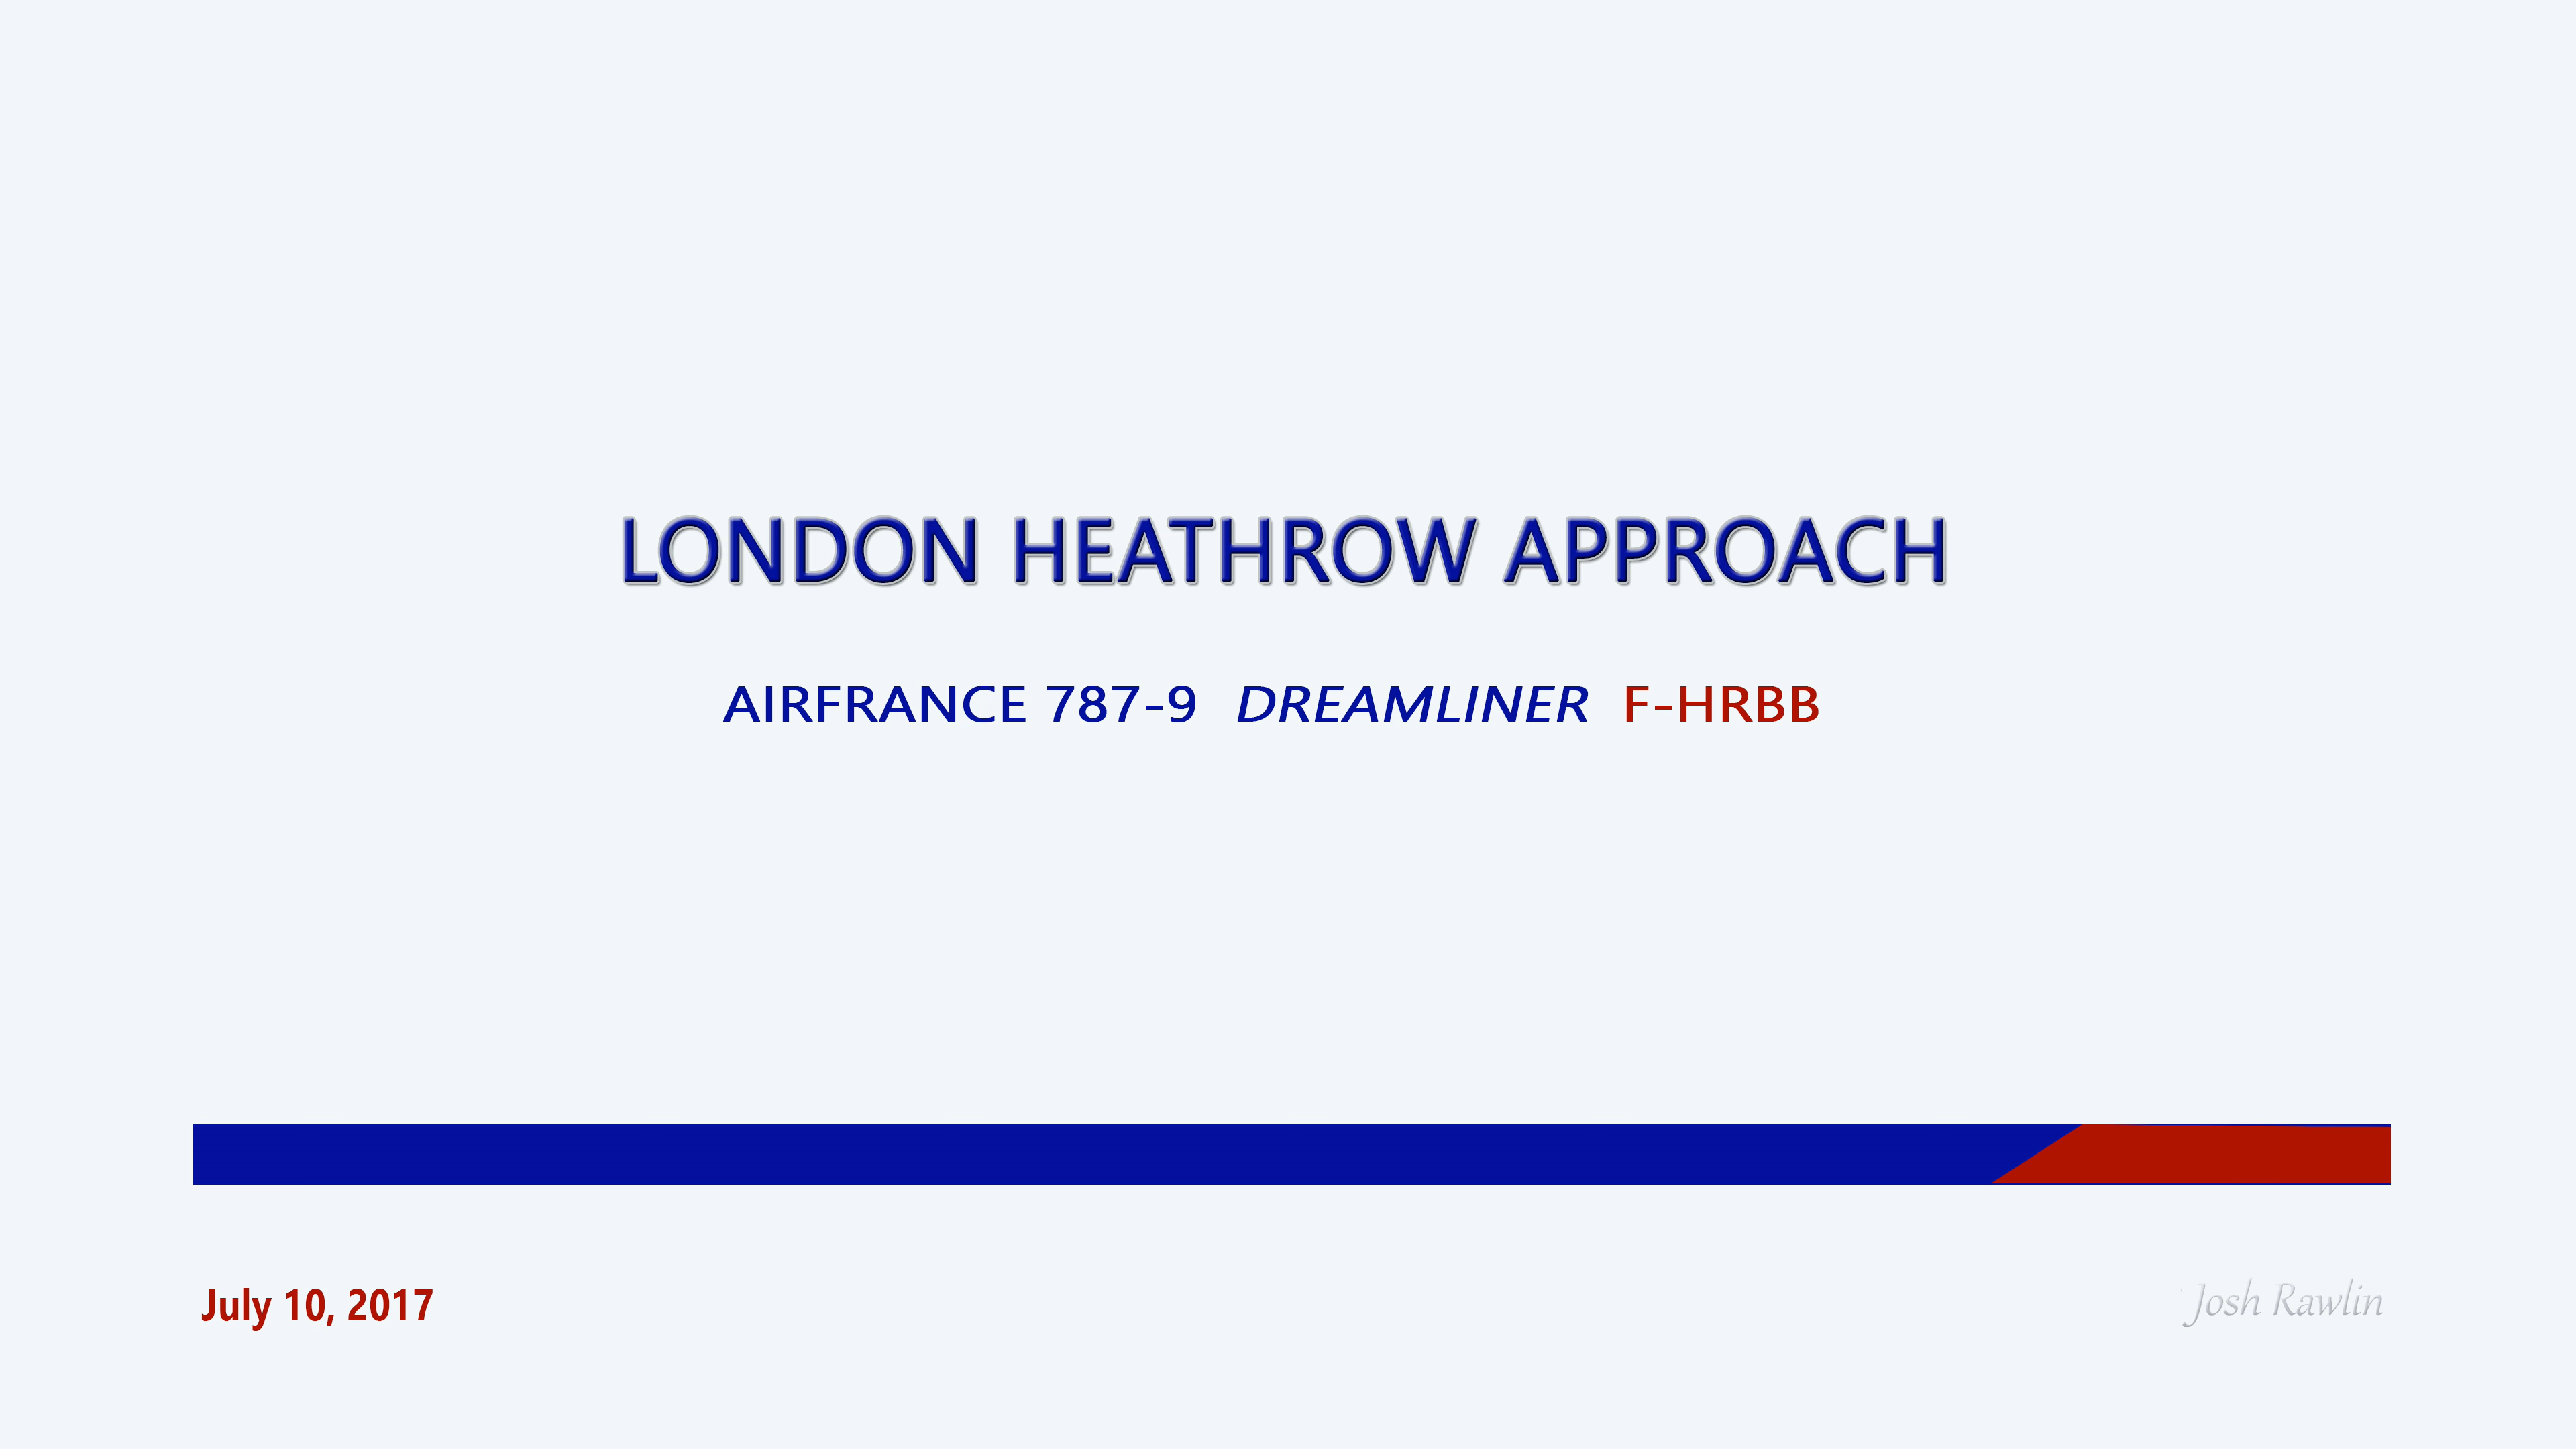 LONDON HEATHROW APPROACH
AIRFRANCE 787-9 DREAMLINER F-HRBB
July 10, 2017
Josh Rawlin